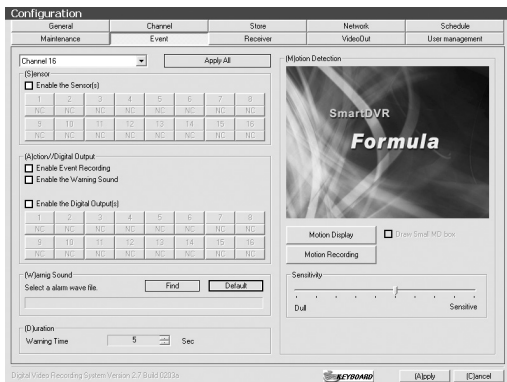 Configuration
General Channel Store Network Schedule
Maintenance Event Receiver VideoOut User management
Channel 16 Apply All
(S)ensor
Enable the Sensor(s)
1 2 3 4 5 6 7 8
NC NC NC NC NC NC NC NC
9 10 11 12 13 14 15 16
NC NC NC NC NC NC NC NC
(A)ction//Digital Output
Enable Event Recording
Enable the Warning Sound
Enable the Digital Output(s)
1 2 3 4 5 6 7 8
NC NC NC NC NC NC NC NC
9 10 11 12 13 14 15 16
NC NC NC NC NC NC NC NC
(W)arnig Sound
Select a alarm wave file. Find Default
(D)uration
Warning Time 5 Sec
(M)otion Detection
SmartDVR
Formula
Motion Display Draw Small MD box
Motion Recording
Sensitivity
Dull Sensitive
Digital Video Recording System Version 2.7 Build 0203a
KEYBOARD (A)pply (C)ancel